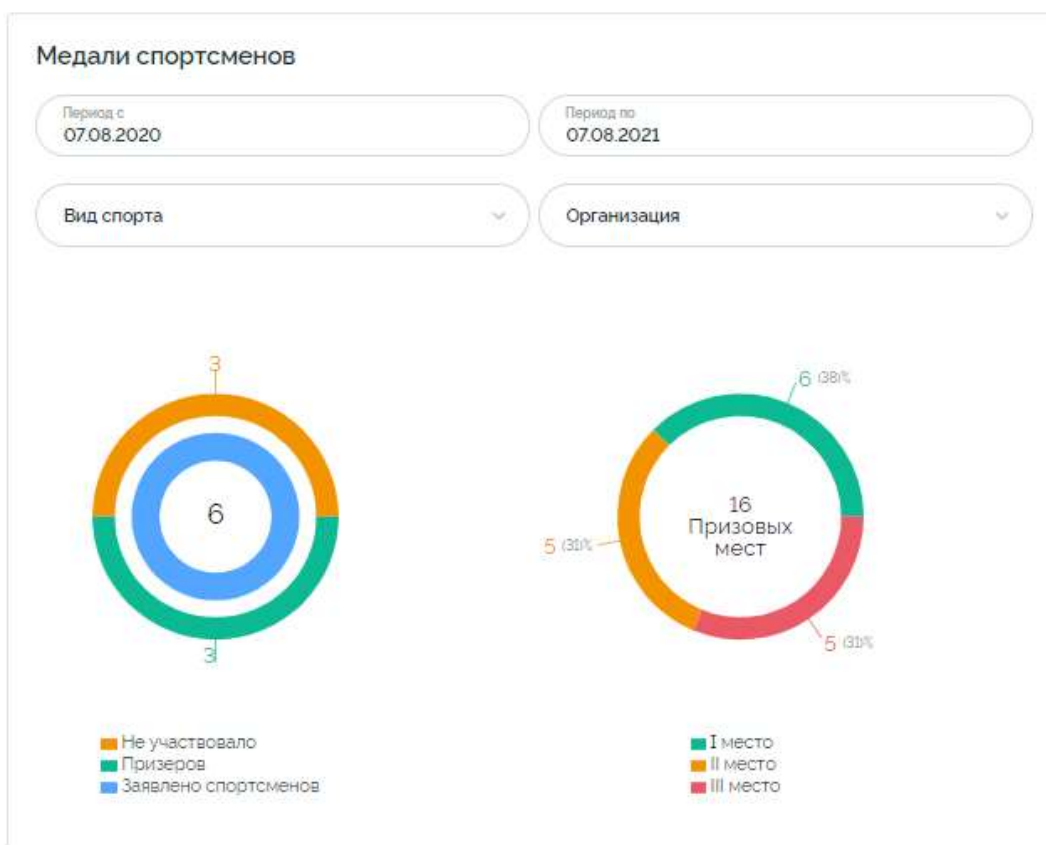 Медали спортсменов
Период с
07.08.2020
Период по
07.08.2021
Вид спорта
Организация
3
6
3
Не участвовало
Призеров
Заявлено спортсменов
6 (38)%
16
Призовых
мест
5 (31)%
5 (31)%
I место
II место
III место